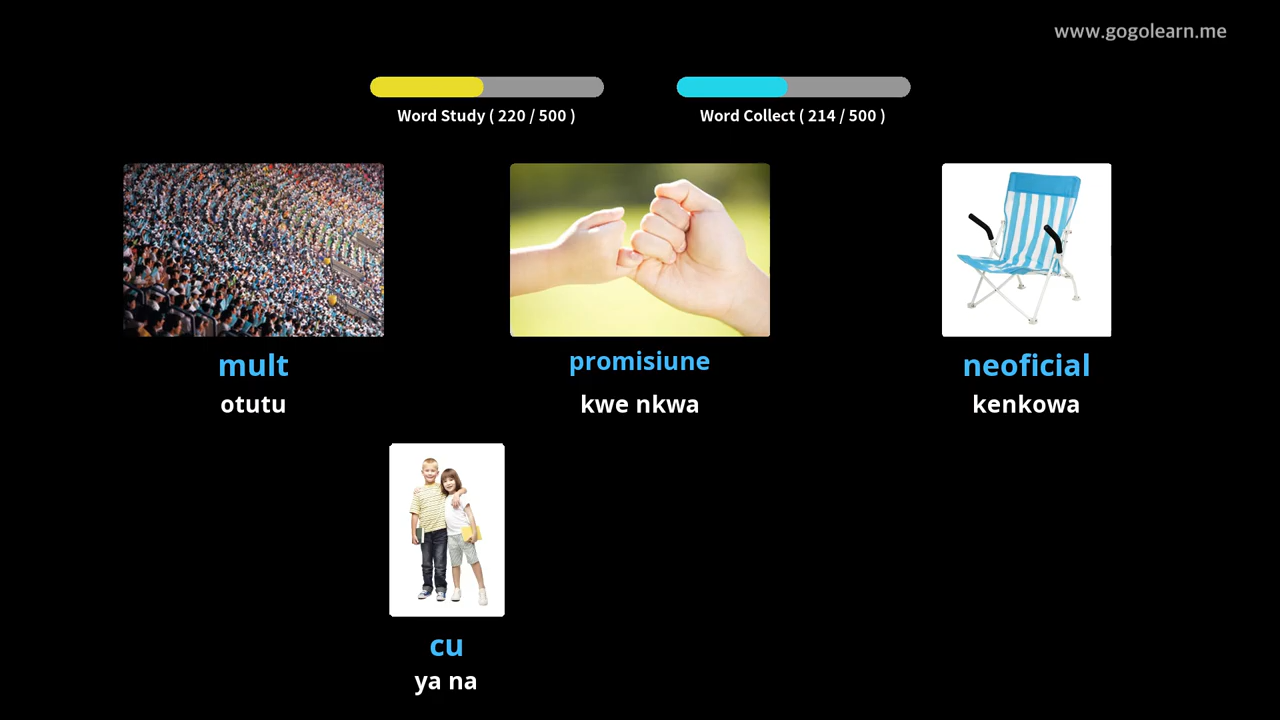 www.gogolearn.me
Word Study ( 220 / 500 )
Word Collect ( 214 / 500 )
mult
otutu
promisiune
kwe nkwa
neoficial
kenkowa
cu
ya na